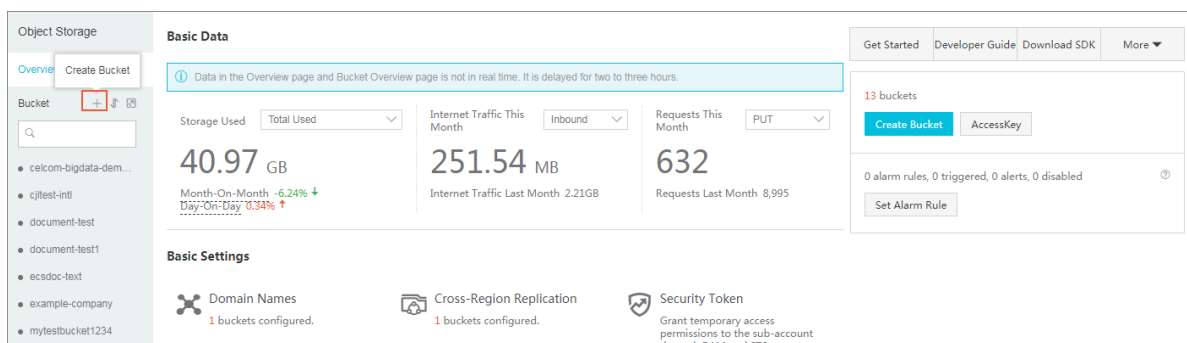 Object Storage
Overvie
Create Bucket
Bucket
celcom-bigdata-dem...
cjltest-intl
document-test
document-test1
ecsdoc-text
example-company
mytestbucket1234
Basic Data
Data in the Overview page and Bucket Overview page is not in real time. It is delayed for two to three hours.
Storage Used
Total Used
40.97 GB
Month-On-Month -6.24%
Day-On-Day 0.34%
Internet Traffic This
Month
Inbound
251.54 MB
Internet Traffic Last Month 2.21GB
Requests This
Month
PUT
632
Requests Last Month 8,995
Basic Settings
Domain Names
1 buckets configured.
Cross-Region Replication
1 buckets configured.
Security Token
Grant temporary access
permissions to the sub-account
Get Started Developer Guide Download SDK More
13 buckets
Create Bucket AccessKey
0 alarm rules, 0 triggered, 0 alerts, 0 disabled
Set Alarm Rule